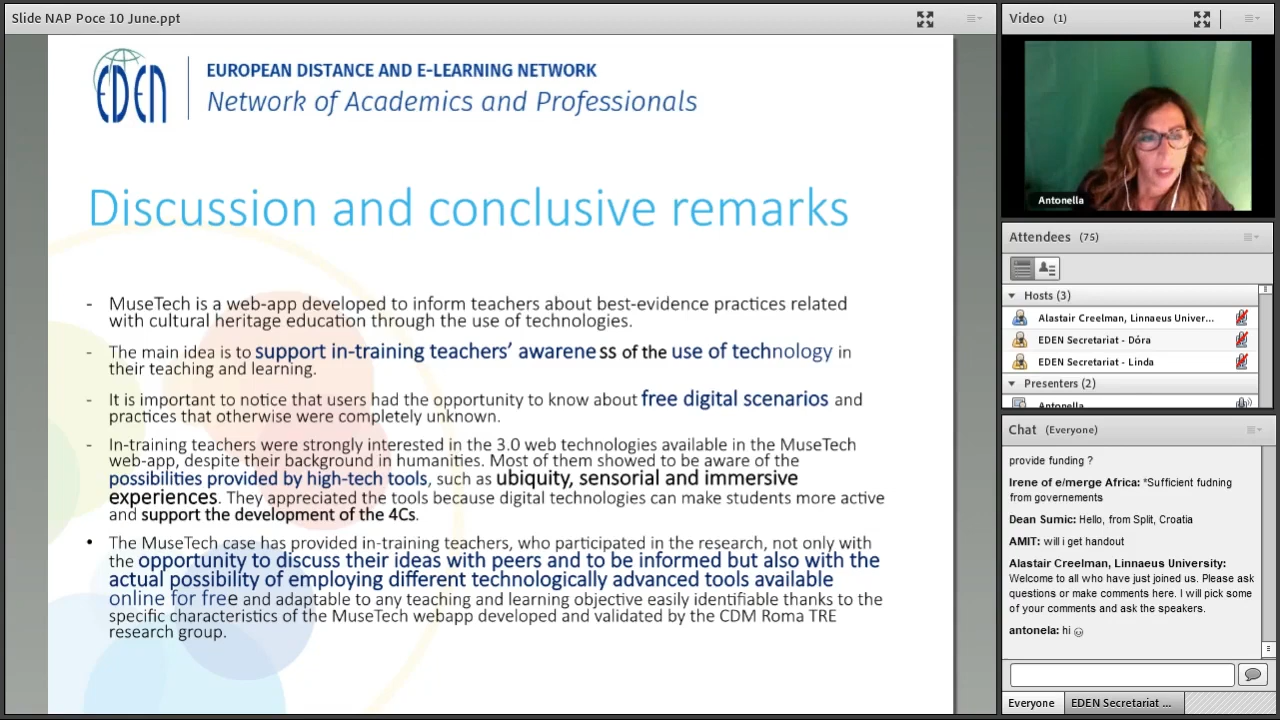 Slide NAP Poce 10 June.ppt
EDEN
EUROPEAN DISTANCE AND E-LEARNING NETWORK
Network of Academics and Professionals
Discussion and conclusive remarks
- MuseTech is a web-app developed to inform teachers about best-evidence practices related
with cultural heritage education through the use of technologies.
- The main idea is to support in-training teachers' awareness of the use of technology in
their teaching and learning.
- It is important to notice that users had the opportunity to know about free digital scenarios and
practices that otherwise were completely unknown.
- In-training teachers were strongly interested in the 3.0 web technologies available in the MuseTech
web-app, despite their background in humanities. Most of them showed to be aware of the
possibilities provided by high-tech tools, such as ubiquity, sensorial and immersive
experiences. They appreciated the tools because digital technologies can make students more active
and support the development of the 4Cs.
• The MuseTech case has provided in-training teachers, who participated in the research, not only with
the opportunity to discuss their ideas with peers and to be informed but also with the
actual possibility of employing different technologically advanced tools available
online for free and adaptable to any teaching and learning objective easily identifiable thanks to the
specific characteristics of the MuseTech webapp developed and validated by the CDM Roma TRE
research group.
Video (1)
Antonella
Attendees (75)
Hosts (3)
Alastair Creelman, Linnaeus Univer...
EDEN Secretariat - Dóra
EDEN Secretariat - Linda
Presenters (2)
Antonella
Chat (Everyone)
provide funding ?
Irene of e/merge Africa: *Sufficient fudning
from governements
Dean Sumic: Hello, from Split, Croatia
AMIT: will i get handout
Alastair Creelman, Linnaeus University:
Welcome to all who have just joined us. Please ask
questions or make comments here. I will pick some
of your comments and ask the speakers.
antonela: hi
Everyone
EDEN Secretariat ...